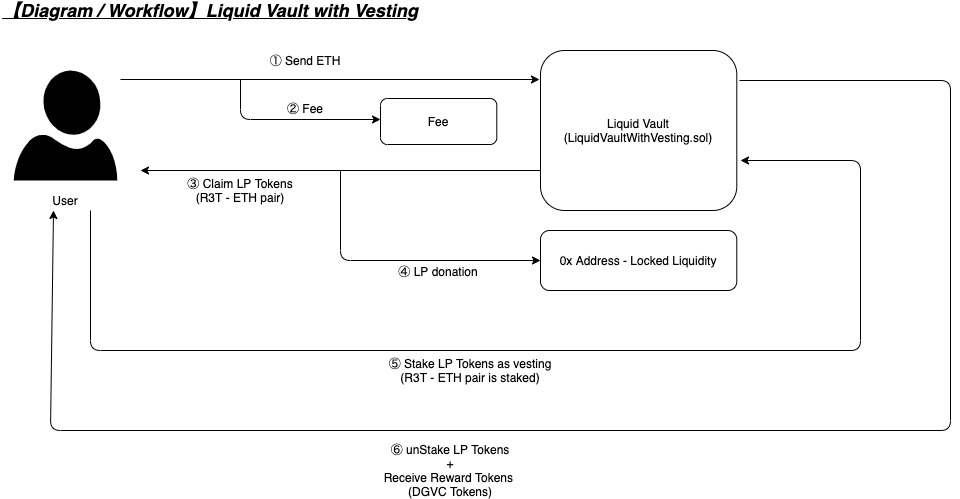 【Diagram / Workflow】Liquid Vault with Vesting
① Send ETH
② Fee
Fee
Liquid Vault
(LiquidVaultWithVesting.sol)
③ Claim LP Tokens
(R3T - ETH pair)
User
④ LP donation
0x Address - Locked Liquidity
⑤ Stake LP Tokens as vesting
(R3T - ETH pair is staked)
⑥ unStake LP Tokens
+
Receive Reward Tokens
(DGVC Tokens)